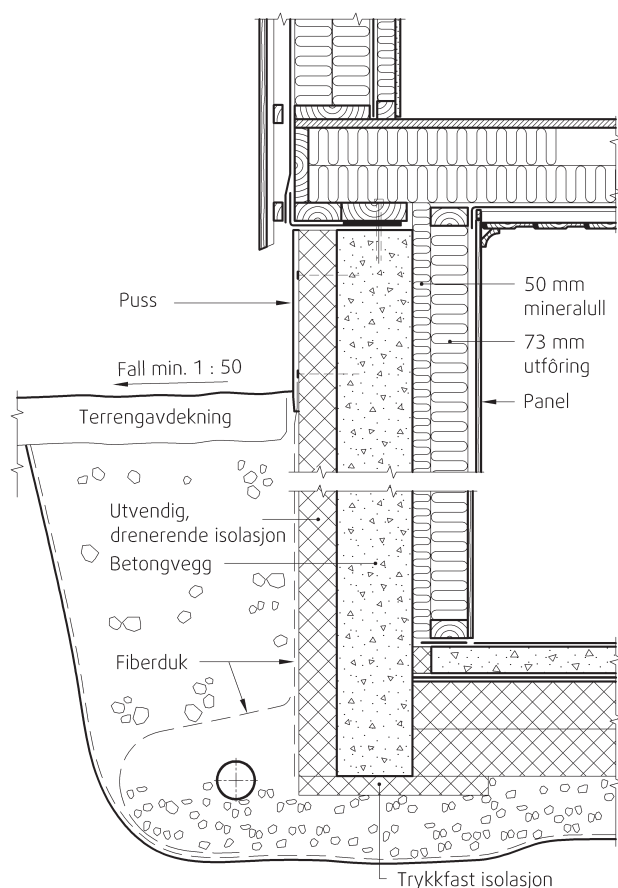 50 mm
mineralull
Puss
73 mm
utfôring
Fall min. 1 : 50
Panel
Terrengavdekning
Utvendig,
drenerende isolasjon
Betongvegg
Fiberduk
Trykkfast isolasjon